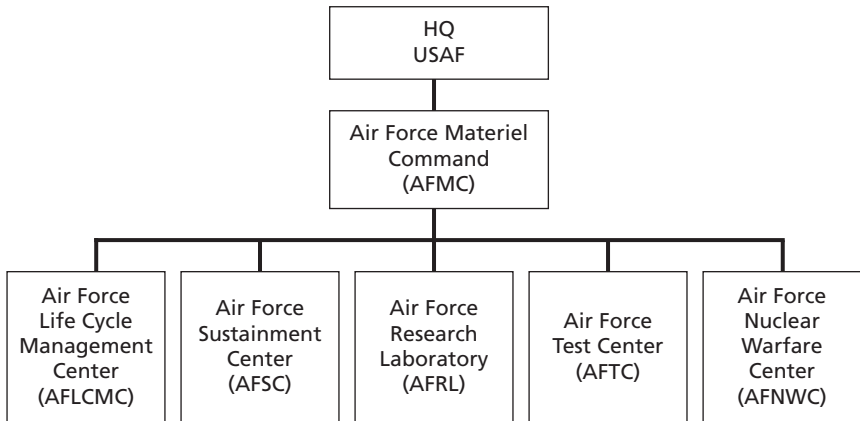 HQ
USAF
Air Force Materiel
Command
(AFMC)
Air Force
Life Cycle
Management
Center
(AFLCMC)
Air Force
Sustainment
Center
(AFSC)
Air Force
Research
Laboratory
(AFRL)
Air Force
Test Center
(AFTC)
Air Force
Nuclear
Warfare
Center
(AFNWC)